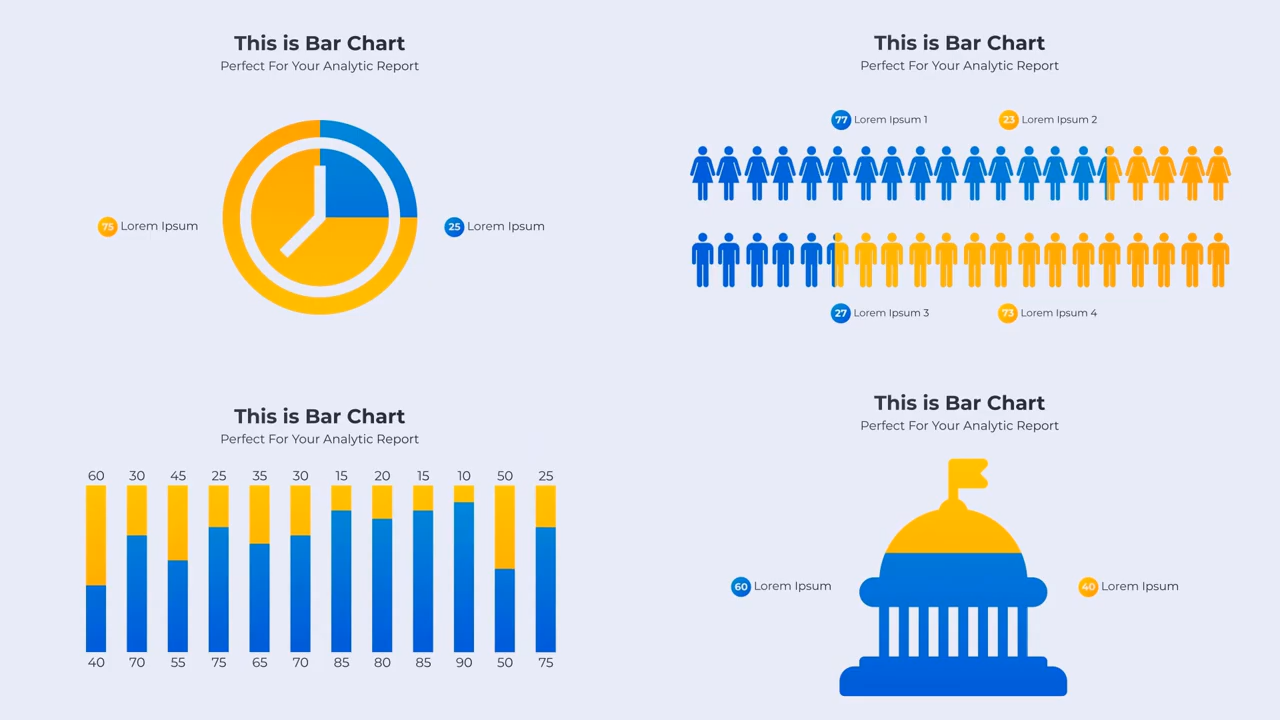 This is Bar Chart
Perfect For Your Analytic Report
75 Lorem Ipsum
25 Lorem Ipsum
This is Bar Chart
Perfect For Your Analytic Report
77 Lorem Ipsum 1
23 Lorem Ipsum 2
27 Lorem Ipsum 3
73 Lorem Ipsum 4
This is Bar Chart
Perfect For Your Analytic Report
60 30 45 25 35 30 15 20 15 10 50 25
40 70 55 75 65 70 85 80 85 90 50 75
This is Bar Chart
Perfect For Your Analytic Report
60 Lorem Ipsum
40 Lorem Ipsum